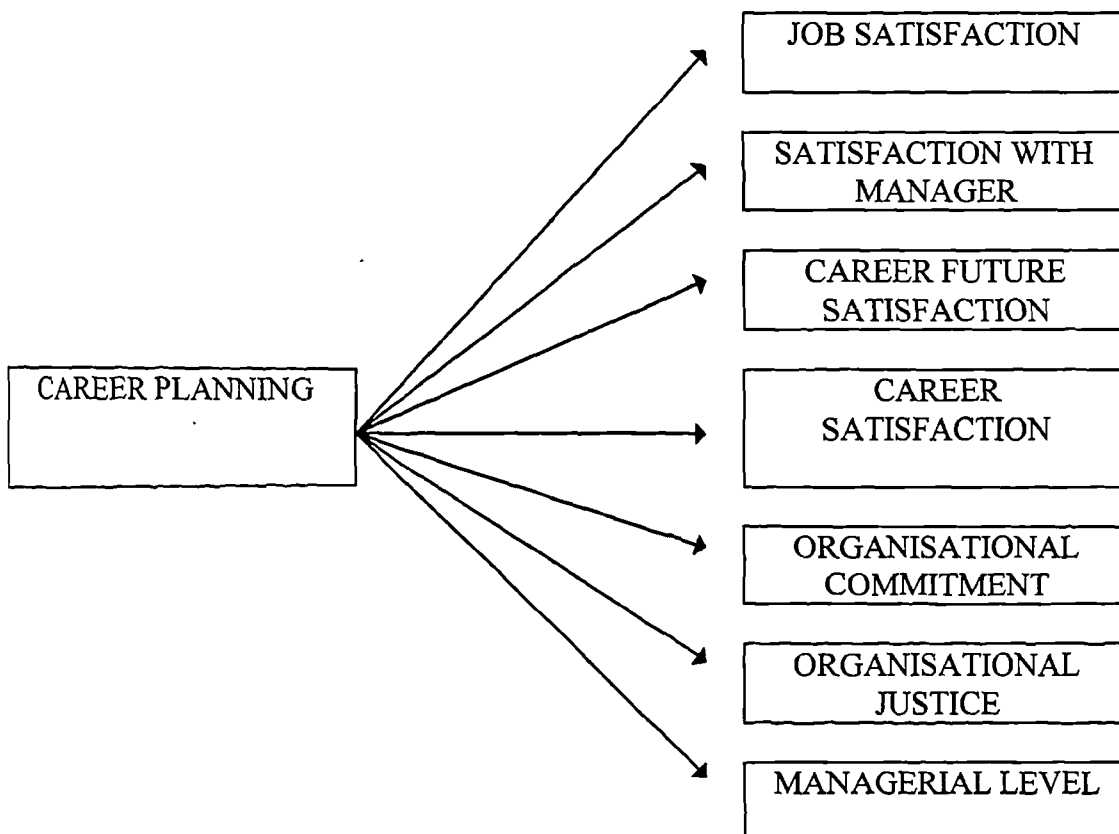 JOB SATISFACTION
SATISFACTION WITH
MANAGER
CAREER FUTURE
SATISFACTION
CAREER PLANNING
CAREER
SATISFACTION
ORGANISATIONAL
COMMITMENT
ORGANISATIONAL
JUSTICE
MANAGERIAL LEVEL